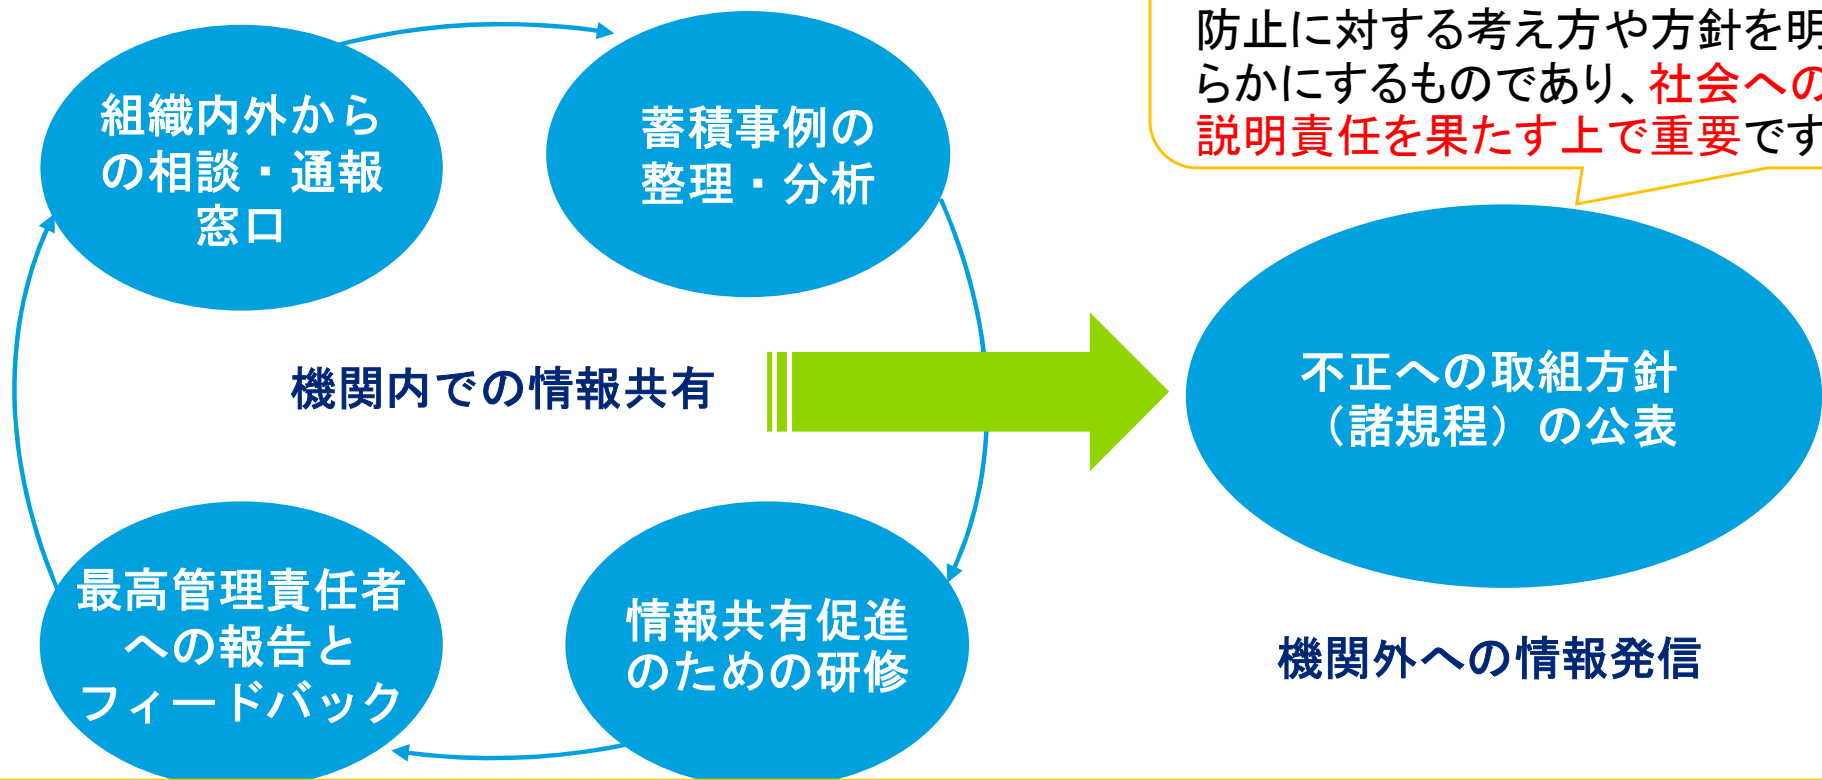 組織内外から
の相談・通報
窓口
蓄積事例の
整理・分析
防止に対する考え方や方針を明
らかにするものであり、社会への
説明責任を果たす上で重要です
機関内での情報共有
不正への取組方針
（諸規程）の公表
最高管理責任者
への報告と
フィードバック
情報共有促進
のための研修
機関外への情報発信